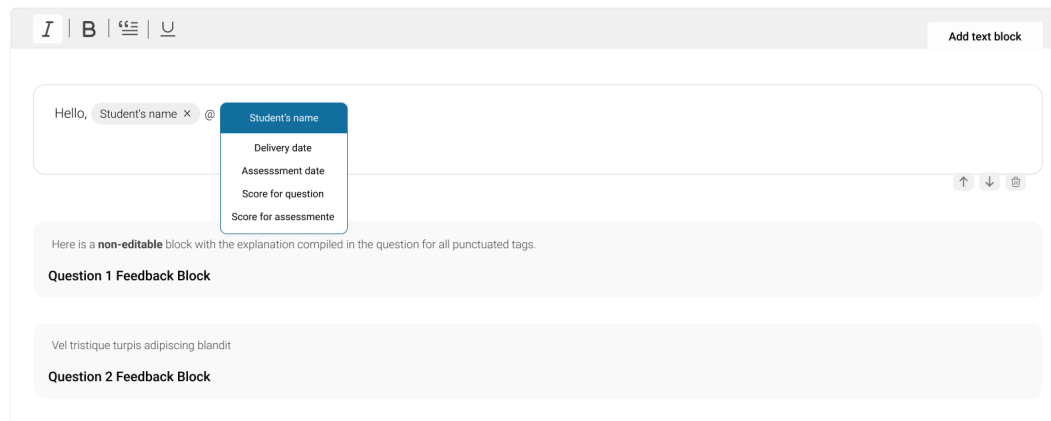 I B U
Add text block
Hello, Student's name × @ Student's name
Delivery date
Assesssment date
Score for question
Score for assessmente
Here is a non-editable block with the explanation compiled in the question for all punctuated tags.
Question 1 Feedback Block
Vel tristique turpis adipiscing blandit
Question 2 Feedback Block